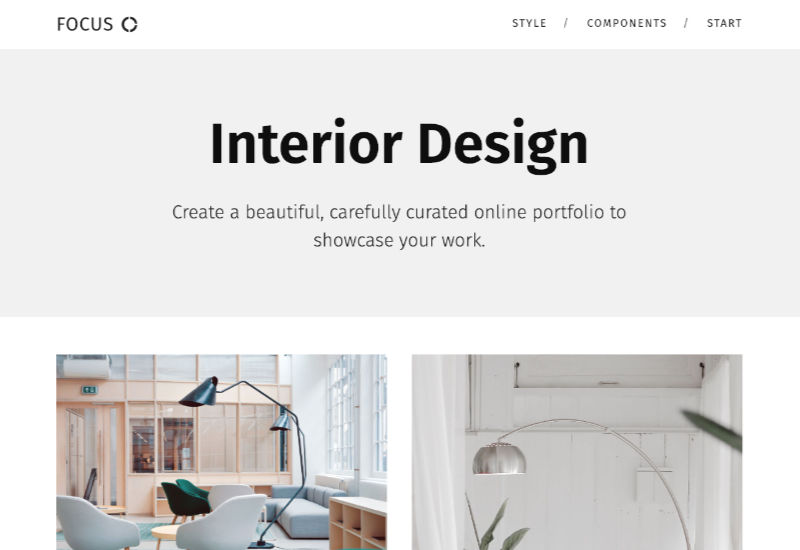 FOCUS
STYLE / COMPONENTS / START
Interior Design
Create a beautiful, carefully curated online portfolio to
showcase your work.